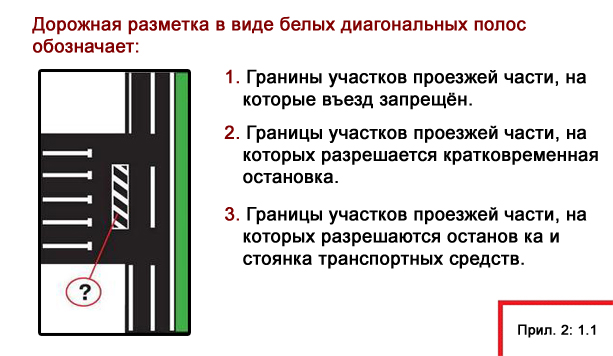 Дорожная разметка в виде белых диагональных полос
обозначает:
1. Гранины участков проезжей части, на
которые въезд запрещён.
2. Границы участков проезжей части, на
которых разрешается кратковременная
остановка.
3. Границы участков проезжей части, на
которых разрешаются останов ка и
стоянка транспортных средств.
?
Прил. 2: 1.1